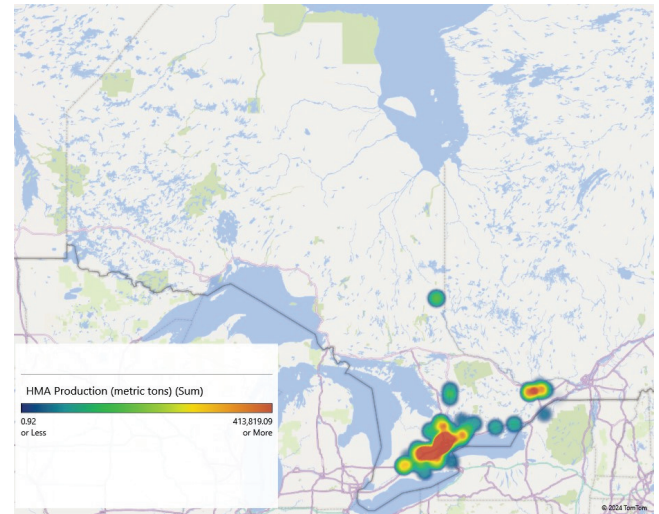 HMA Production (metric tons) (Sum)
0.92 413,819.09
or Less or More
© 2024 TomTom